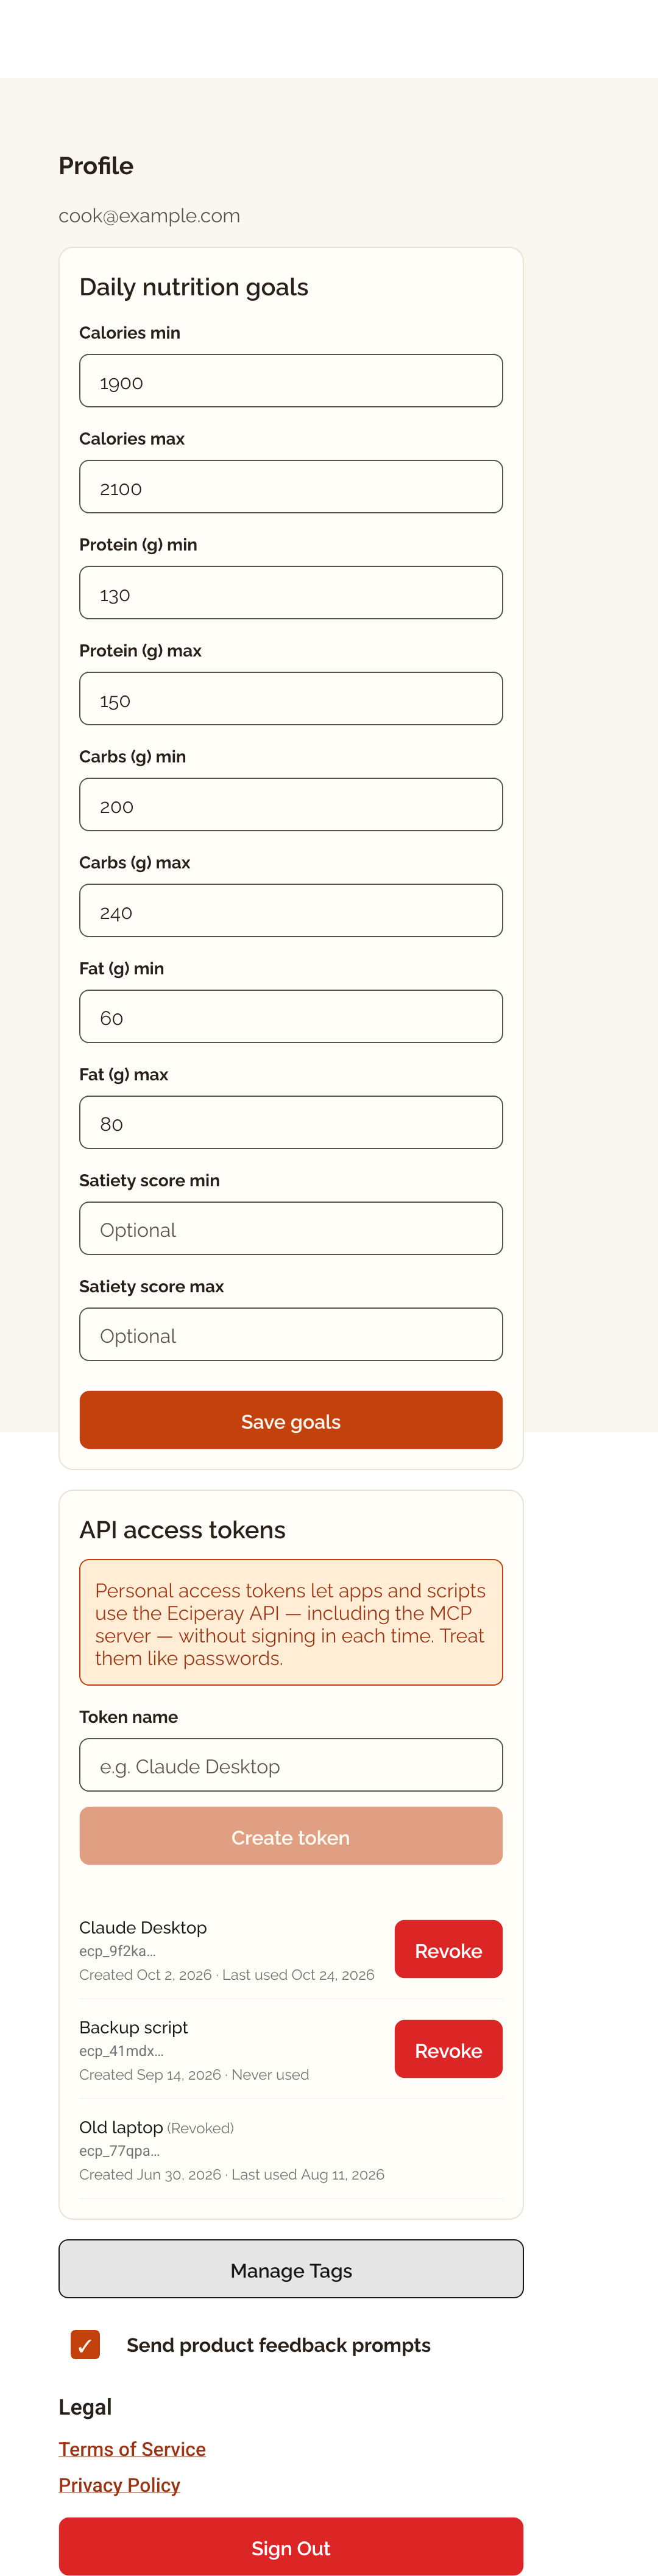 Profile
cook@example.com
Daily nutrition goals
Calories min
1900
Calories max
2100
Protein (g) min
130
Protein (g) max
150
Carbs (g) min
200
Carbs (g) max
240
Fat (g) min
60
Fat (g) max
80
Satiety score min
Optional
Satiety score max
Optional
Save goals
API access tokens
Personal access tokens let apps and scripts
use the Eciperay API — including the MCP
server — without signing in each time. Treat
them like passwords.
Token name
e.g. Claude Desktop
Create token
Claude Desktop
ecp_9f2ka…
Created Oct 2, 2026 · Last used Oct 24, 2026
Revoke
Backup script
ecp_41mdx…
Created Sep 14, 2026 · Never used
Revoke
Old laptop (Revoked)
ecp_77qpa…
Created Jun 30, 2026 · Last used Aug 11, 2026
Manage Tags
✓ Send product feedback prompts
Legal
Terms of Service
Privacy Policy
Sign Out